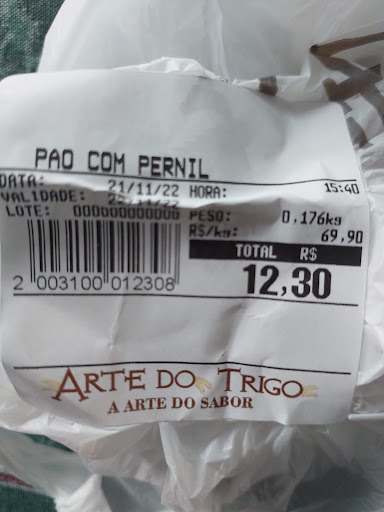 PAO COM PERNIL
DATA: 21/11/22 HORA: 15:40
VALIDADE:
LOTE: 000000000000 PESO: 0,176kg
R$/kg: 69,90
TOTAL R$
12,30
2 003100 012308
ARTE DO TRIGO
A ARTE DO SABOR